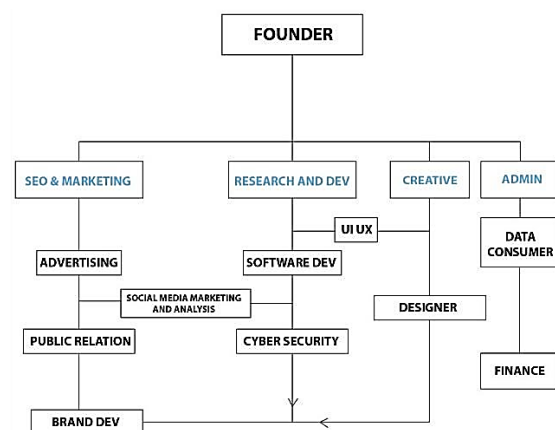 FOUNDER
SEO & MARKETING
RESEARCH AND DEV
CREATIVE
ADMIN
UI UX
DATA
CONSUMER
ADVERTISING
SOFTWARE DEV
SOCIAL MEDIA MARKETING
AND ANALYSIS
DESIGNER
PUBLIC RELATION
CYBER SECURITY
FINANCE
BRAND DEV